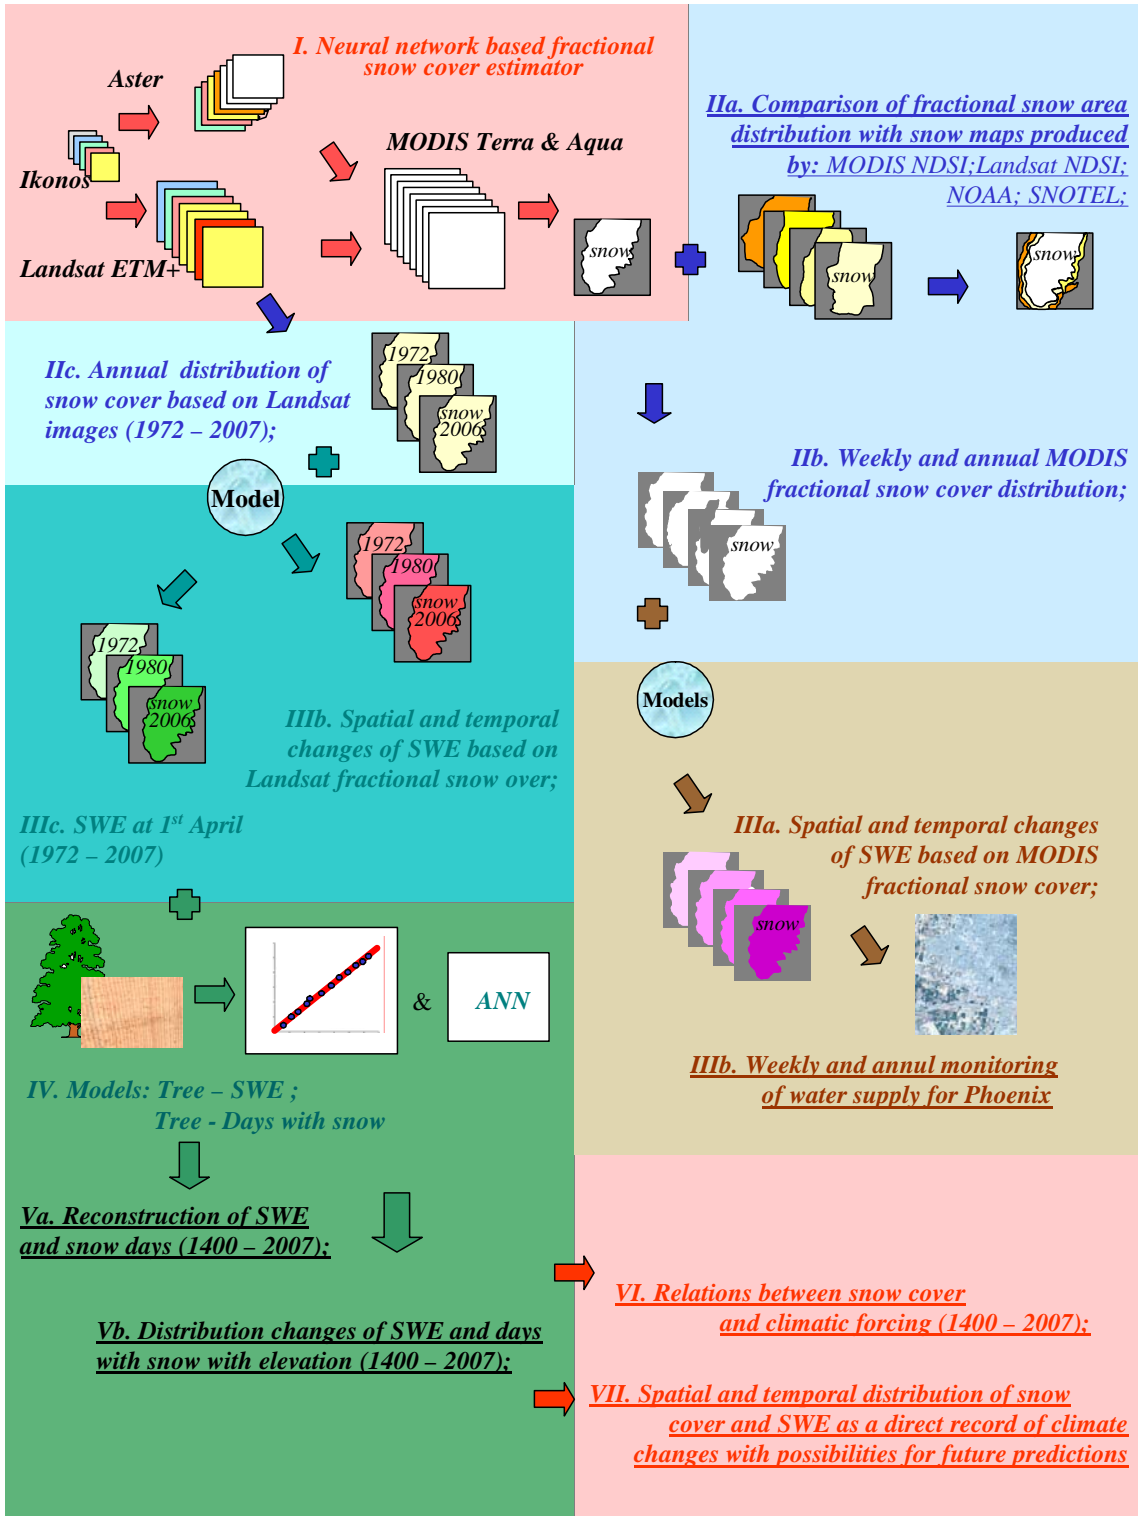 I. Neural network based fractional
snow cover estimator
Aster
Ikonos
MODIS Terra & Aqua
Landsat ETM+
snow
IIa. Comparison of fractional snow area
distribution with snow maps produced
by: MODIS NDSI;Landsat NDSI;
NOAA; SNOTEL;
snow
snow
IIc. Annual distribution of
snow cover based on Landsat
images (1972 – 2007);
1972
1980
snow
2006
IIb. Weekly and annual MODIS
fractional snow cover distribution;
snow
Model
1972
1980
snow
2006
1972
1980
snow
2006
IIIb. Spatial and temporal
changes of SWE based on
Landsat fractional snow over;
IIIc. SWE at 1st April
(1972 – 2007)
Models
IIIa. Spatial and temporal changes
of SWE based on MODIS
fractional snow cover;
snow
IIIb. Weekly and annul monitoring
of water supply for Phoenix
&
ANN
IV. Models: Tree – SWE ;
Tree - Days with snow
Va. Reconstruction of SWE
and snow days (1400 – 2007);
Vb. Distribution changes of SWE and days
with snow with elevation (1400 – 2007);
VI. Relations between snow cover
and climatic forcing (1400 – 2007);
VII. Spatial and temporal distribution of snow
cover and SWE as a direct record of climate
changes with possibilities for future predictions